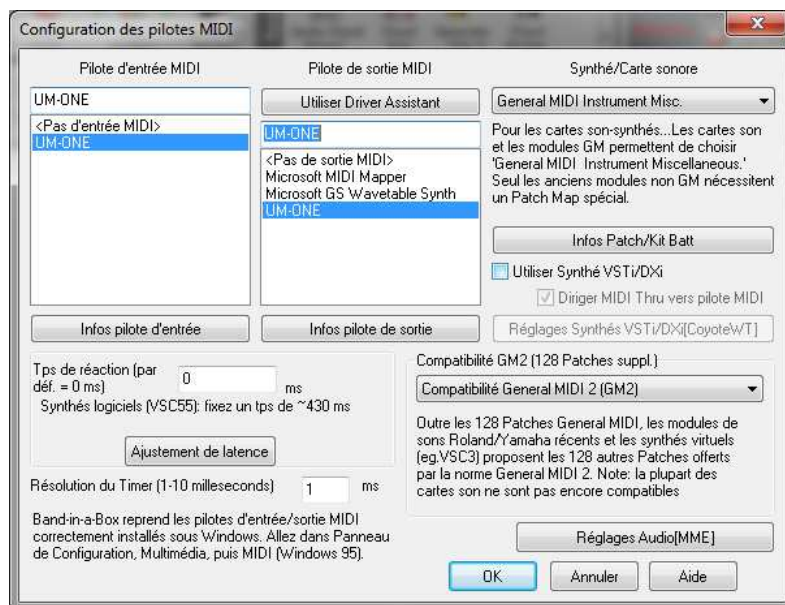 Configuration des pilotes MIDI
Pilote d'entrée MIDI
UM-ONE
<Pas d'entrée MIDI>
UM-ONE
Infos pilote d'entrée
Pilote de sortie MIDI
Utiliser Driver Assistant
UM-ONE
<Pas de sortie MIDI>
Microsoft MIDI Mapper
Microsoft GS Wavetable Synth
UM-ONE
Infos pilote de sortie
Synthé/Carte sonore
General MIDI Instrument Misc.
Pour les cartes son-synthés...Les cartes son
et les modules GM permettent de choisir
'General MIDI Instrument Miscellaneous.'
Seul les anciens modules non GM nécessitent
un Patch Map spécial.
Infos Patch/Kit Batt
Utiliser Synthé VSTi/DXi
Diriger MIDI Thru vers pilote MIDI
Réglages Synthés VSTi/DXi[CoyoteWT]
Tps de réaction (par
déf. = 0 ms)
0
ms
Synthés logiciels (VSC55): fixez un tps de ~430 ms
Ajustement de latence
Résolution du Timer (1-10 milleseconds)
1
ms
Band-in-a-Box reprend les pilotes d'entrée/sortie MIDI
correctement installés sous Windows. Allez dans Panneau
de Configuration, Multimédia, puis MIDI (Windows 95).
Compatibilité GM2 (128 Patches suppl.)
Compatibilité General MIDI 2 (GM2)
Outre les 128 Patches General MIDI, les modules de
sons Roland/Yamaha récents et les synthés virtuels
(eg.VSC3) proposent les 128 autres Patches offerts
par la norme General MIDI 2. Note: la plupart des
cartes son ne sont pas encore compatibles
Réglages Audio[MME]
OK
Annuler
Aide